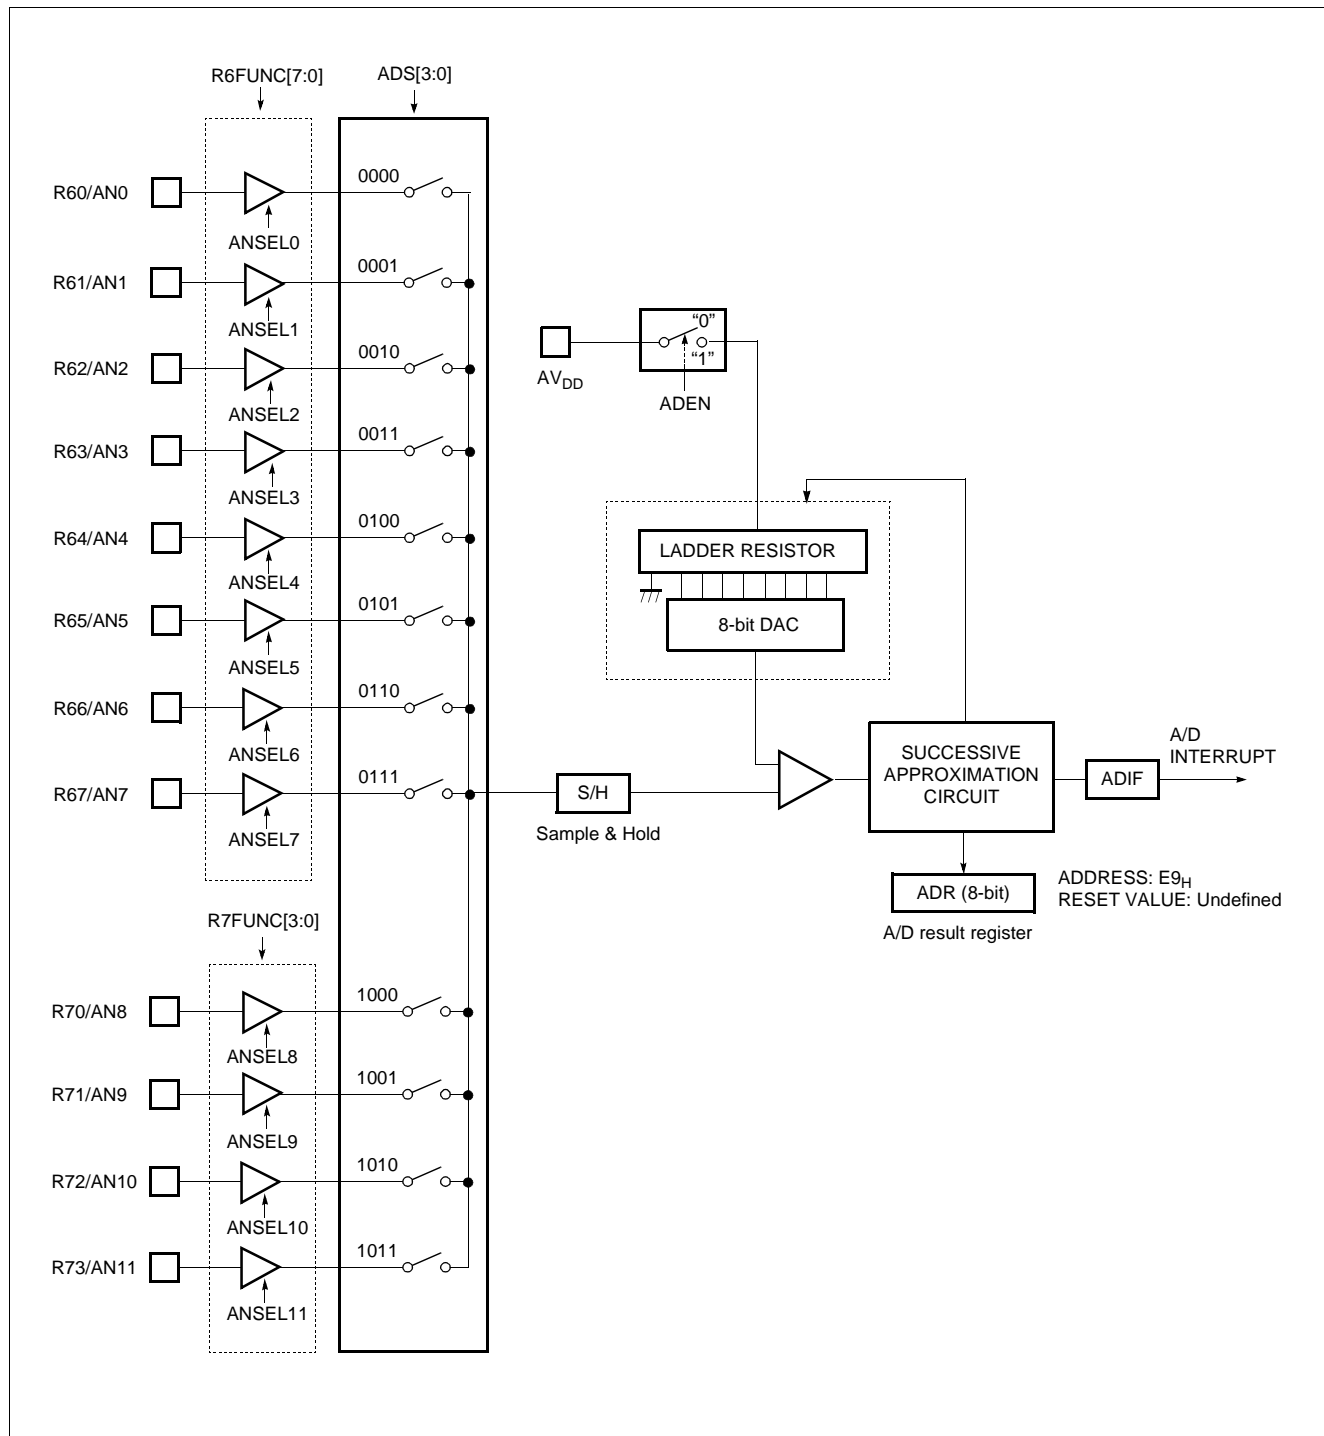 R6FUNC[7:0]
ADS[3:0]
R60/AN0
ANSEL0
0000
R61/AN1
ANSEL1
0001
R62/AN2
ANSEL2
0010
R63/AN3
ANSEL3
0011
R64/AN4
ANSEL4
0100
R65/AN5
ANSEL5
0101
R66/AN6
ANSEL6
0110
R67/AN7
ANSEL7
0111
R7FUNC[3:0]
R70/AN8
ANSEL8
1000
R71/AN9
ANSEL9
1001
R72/AN10
ANSEL10
1010
R73/AN11
ANSEL11
1011
AVDD
“0”
“1”
ADEN
LADDER RESISTOR
8-bit DAC
S/H
Sample & Hold
SUCCESSIVE
APPROXIMATION
CIRCUIT
ADIF
A/D
INTERRUPT
ADR (8-bit)
A/D result register
ADDRESS: E9H
RESET VALUE: Undefined